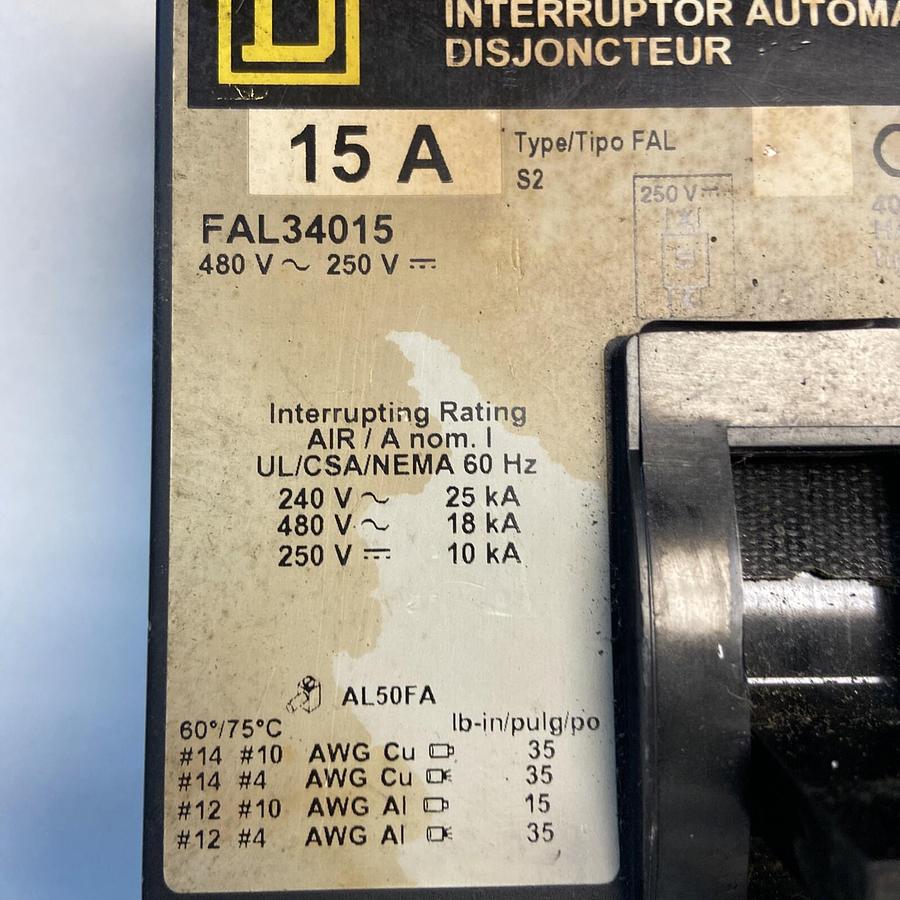 INTERRUPTOR AUTOMA
DISJONCTEUR
15 A
Type/Tipo FAL
S2
250 V ⎓
FAL34015
480 V ~ 250 V ⎓
Interrupting Rating
AIR / A nom. I
UL/CSA/NEMA 60 Hz
240 V ~ 25 kA
480 V ~ 18 kA
250 V ⎓ 10 kA
AL50FA
60°/75°C lb-in/pulg/po
#14 #10 AWG Cu 35
#14 #4 AWG Cu 35
#12 #10 AWG Al 15
#12 #4 AWG Al 35